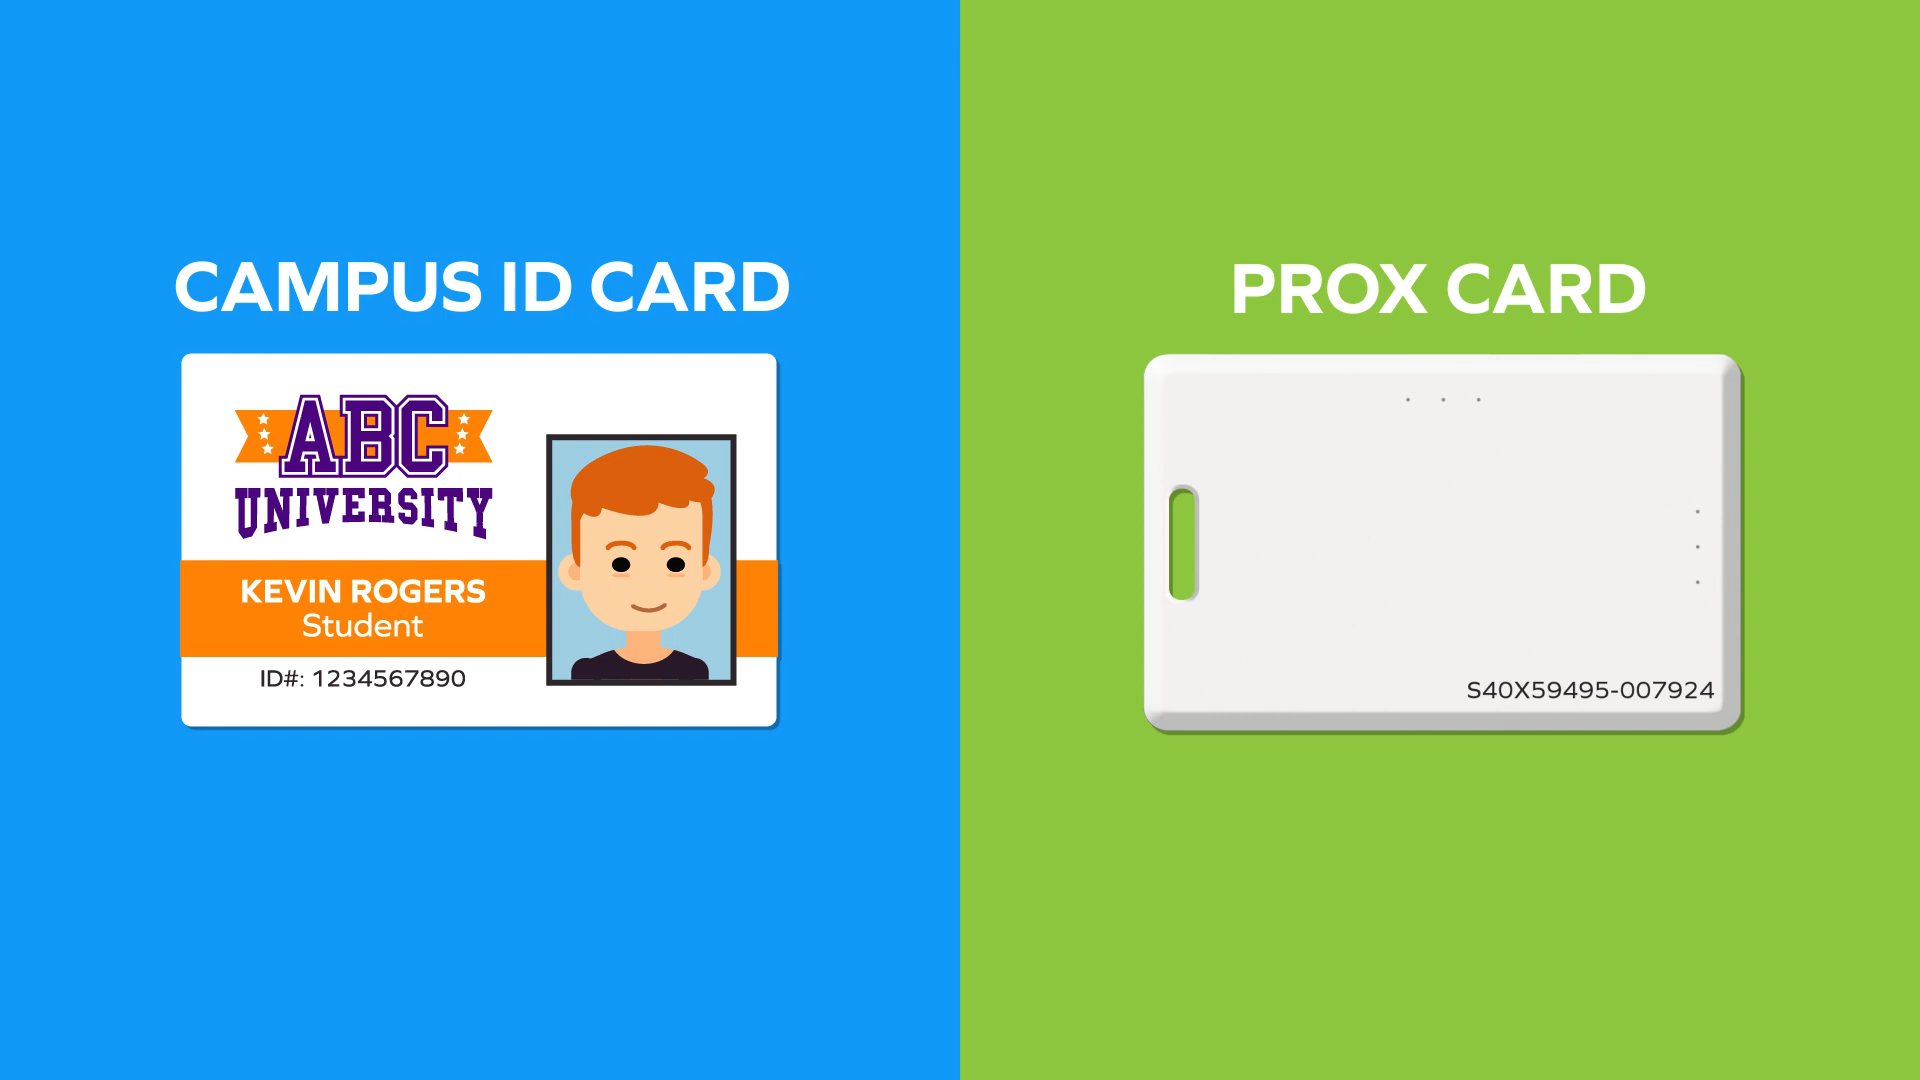 CAMPUS ID CARD
ABC
UNIVERSITY
KEVIN ROGERS
Student
ID#: 1234567890
PROX CARD
S40X59495-007924